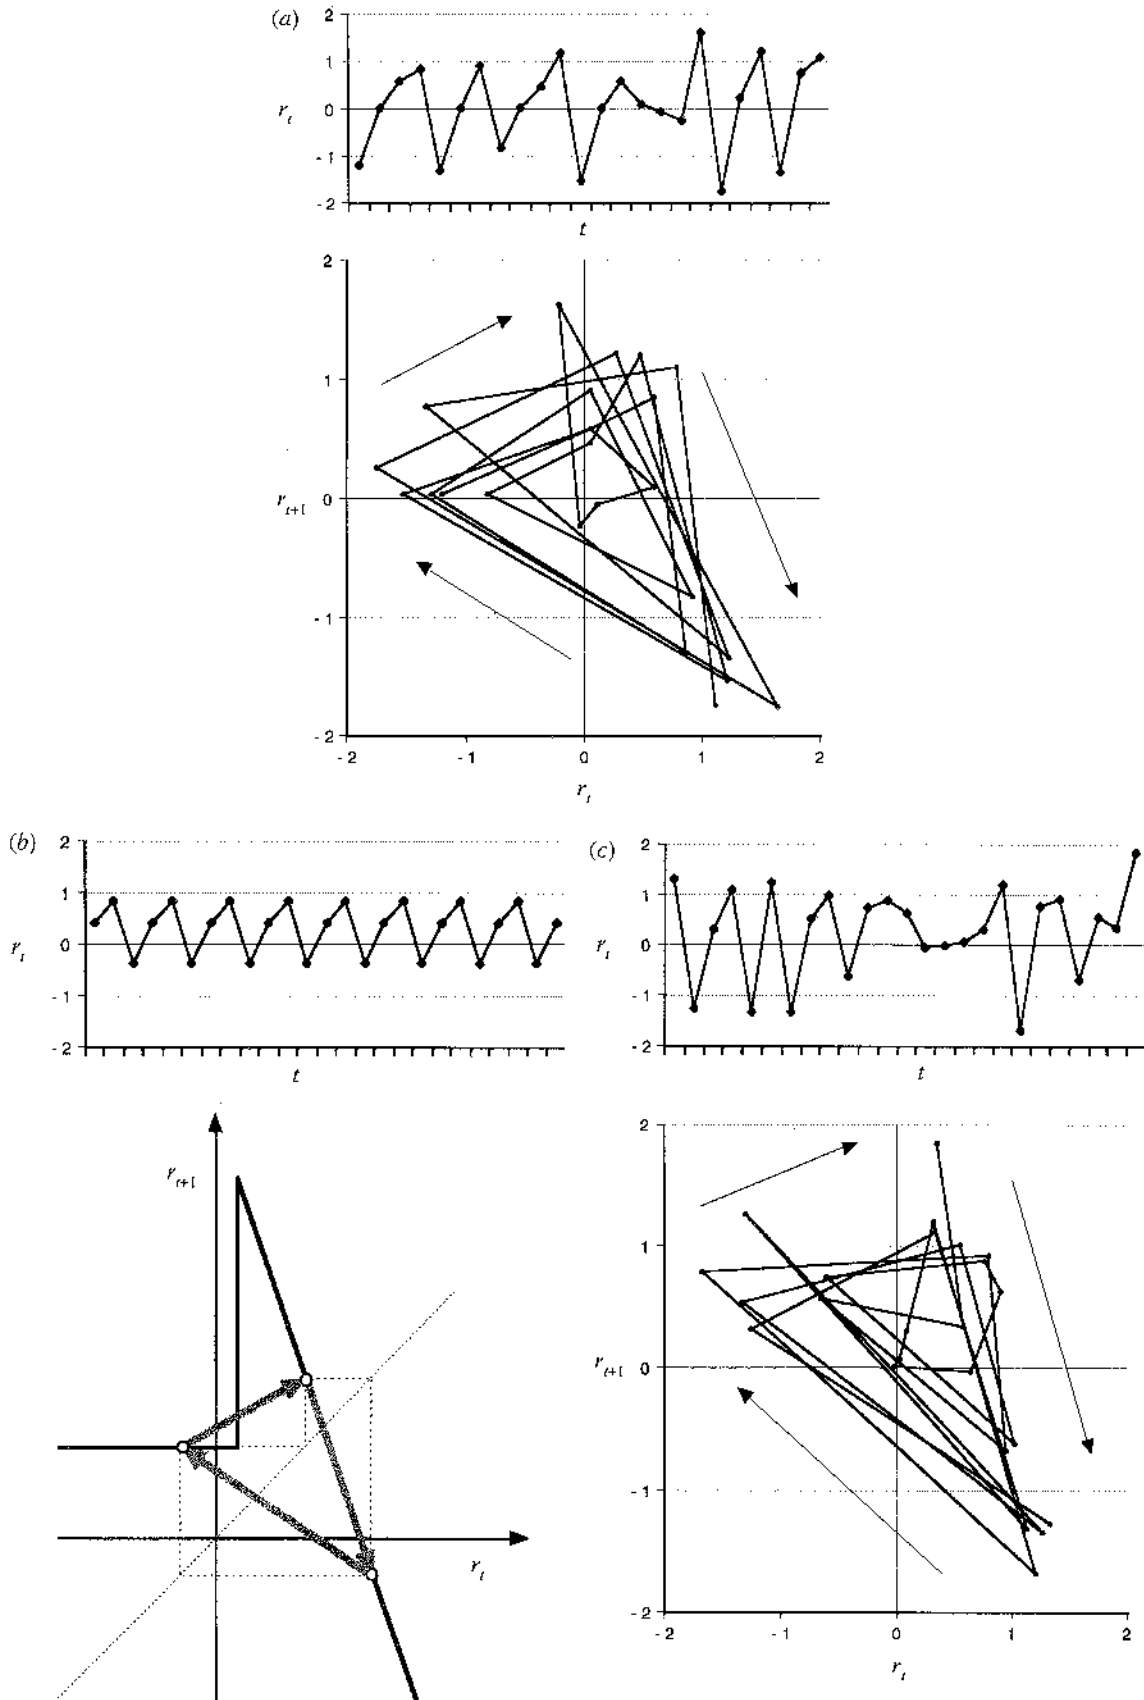 (a)
2
1
r_t 0
- 1
- 2
t
2
1
r_{t+1} 0
- 1
- 2
- 2 - 1 0 1 2
r_t
(b)
2
1
r_t 0
- 1
- 2
t
r_{t+1}
r_t
(c)
2
1
r_t 0
- 1
- 2
t
2
1
r_{t+1} 0
- 1
- 2
- 2 - 1 0 1 2
r_t